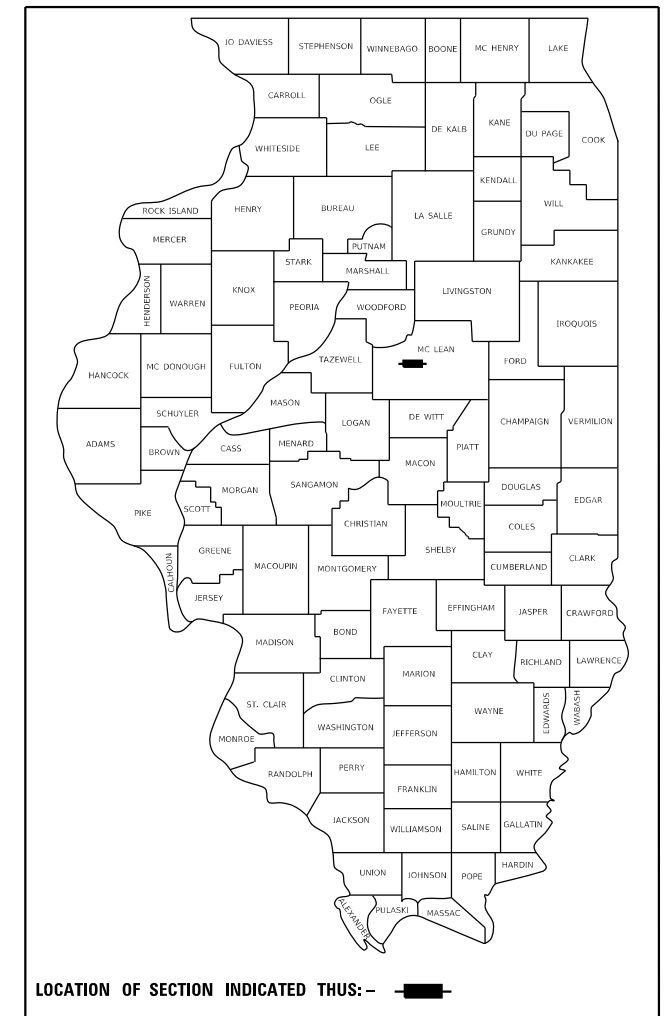 JO DAVIESS
STEPHENSON
WINNEBAGO
BOONE
MC HENRY
LAKE
CARROLL
OGLE
DE KALB
KANE
DU PAGE
COOK
WHITESIDE
LEE
KENDALL
WILL
ROCK ISLAND
HENRY
BUREAU
LA SALLE
GRUNDY
MERCER
PUTNAM
STARK
MARSHALL
KANKAKEE
HENDERSON
WARREN
KNOX
PEORIA
WOODFORD
LIVINGSTON
IROQUOIS
MC LEAN
FORD
HANCOCK
MC DONOUGH
FULTON
TAZEWELL
MASON
SCHUYLER
LOGAN
DE WITT
CHAMPAIGN
VERMILION
ADAMS
BROWN
CASS
MENARD
PIATT
MACON
MORGAN
SANGAMON
DOUGLAS
EDGAR
PIKE
SCOTT
MOULTRIE
CHRISTIAN
COLES
GREENE
MACOUPIN
MONTGOMERY
SHELBY
CUMBERLAND
CLARK
CALHOUN
JERSEY
FAYETTE
EFFINGHAM
JASPER
CRAWFORD
MADISON
BOND
CLAY
RICHLAND
LAWRENCE
CLINTON
MARION
ST. CLAIR
WAYNE
EDWARDS
WABASH
MONROE
WASHINGTON
JEFFERSON
RANDOLPH
PERRY
HAMILTON
WHITE
FRANKLIN
JACKSON
WILLIAMSON
SALINE
GALLATIN
UNION
JOHNSON
POPE
HARDIN
ALEXANDER
PULASKI
MASSAC
LOCATION OF SECTION INDICATED THUS: –